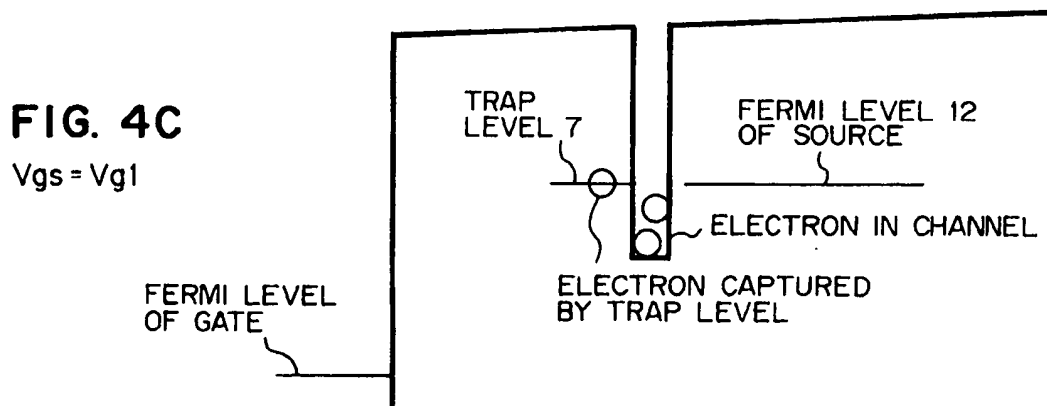 FIG. 4C
Vgs = Vg1
TRAP
LEVEL 7
FERMI LEVEL 12
OF SOURCE
ELECTRON IN CHANNEL
ELECTRON CAPTURED
BY TRAP LEVEL
FERMI LEVEL
OF GATE